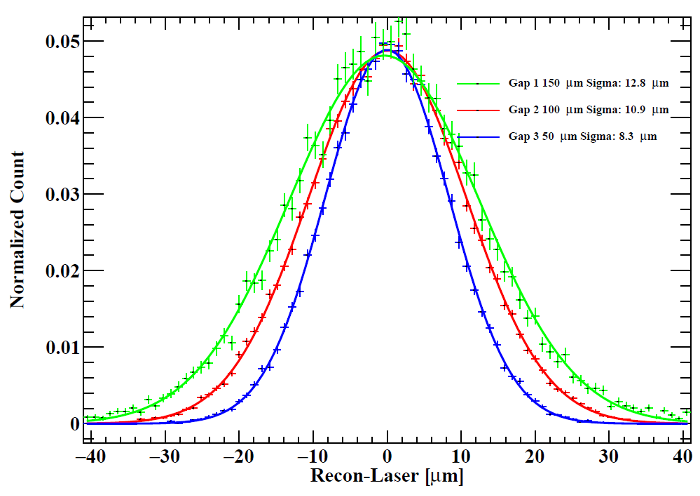 0.05
0.04
0.03
0.02
0.01
0
Normalized Count
Gap 1 150 μm Sigma: 12.8 μm
Gap 2 100 μm Sigma: 10.9 μm
Gap 3 50 μm Sigma: 8.3 μm
−40 −30 −20 −10 0 10 20 30 40
Recon-Laser [μm]